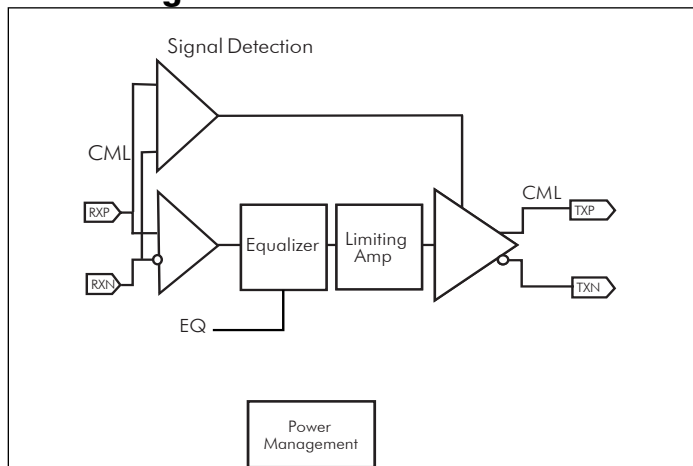 Signal Detection
CML
RXP
RXN
Equalizer
Limiting
Amp
CML
TXP
TXN
EQ
Power
Management